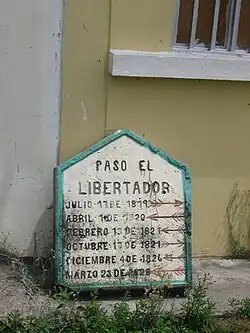 PASO EL
LIBERTADOR
JULIO 17 DE 1819
ABRIL 1 DE 1820
FEBRERO 13 DE 1821
OCTUBRE 17 DE 1821
DICIEMBRE 4 DE 1826
MARZO 23 DE 1828